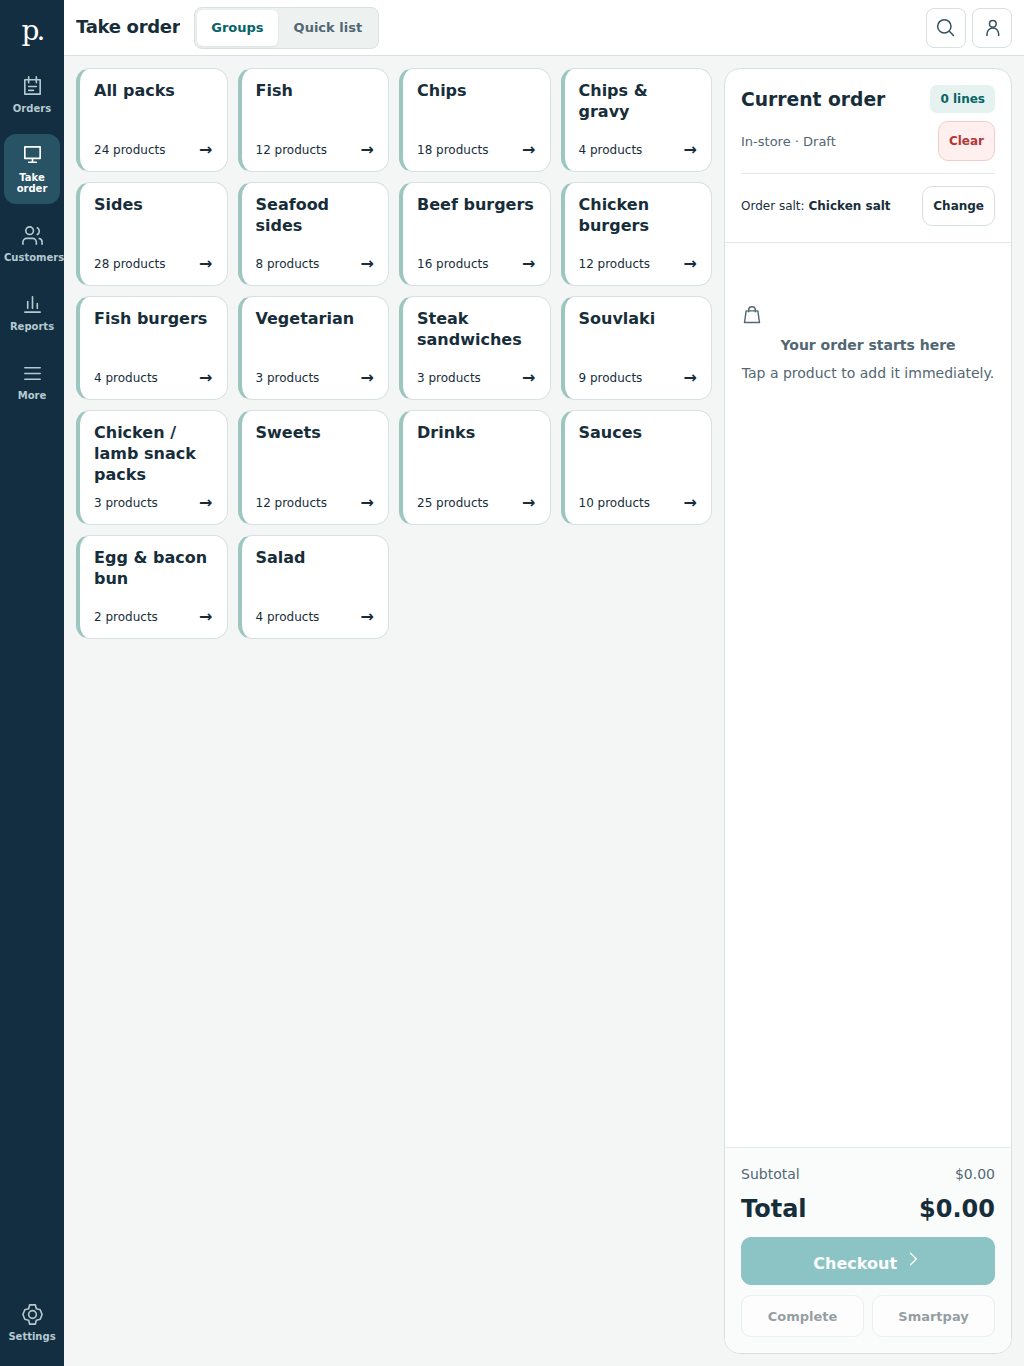 p.
Orders
Take
order
Customers
Reports
More
Settings
Take order
Groups
Quick list
All packs
24 products →
Fish
12 products →
Chips
18 products →
Chips &
gravy
4 products →
Sides
28 products →
Seafood
sides
8 products →
Beef burgers
16 products →
Chicken
burgers
12 products →
Fish burgers
4 products →
Vegetarian
3 products →
Steak
sandwiches
3 products →
Souvlaki
9 products →
Chicken /
lamb snack
packs
3 products →
Sweets
12 products →
Drinks
25 products →
Sauces
10 products →
Egg & bacon
bun
2 products →
Salad
4 products →
Current order
0 lines
In-store · Draft
Clear
Order salt: Chicken salt
Change
Your order starts here
Tap a product to add it immediately.
Subtotal $0.00
Total $0.00
Checkout
Complete
Smartpay